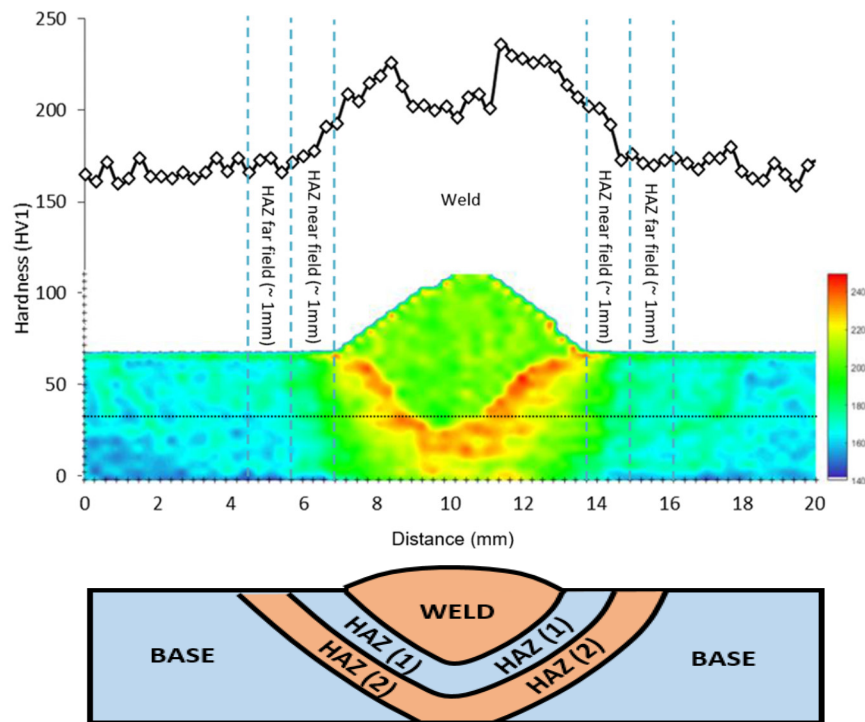 250
200
150
100
50
0
Hardness (HV1)
HAZ far field (~ 1mm)
HAZ near field (~ 1mm)
Weld
HAZ near field (~ 1mm)
HAZ far field (~ 1mm)
240
220
200
180
160
140
0 2 4 6 8 10 12 14 16 18 20
Distance (mm)
WELD
BASE
HAZ (1)
HAZ (1)
BASE
HAZ (2)
HAZ (2)